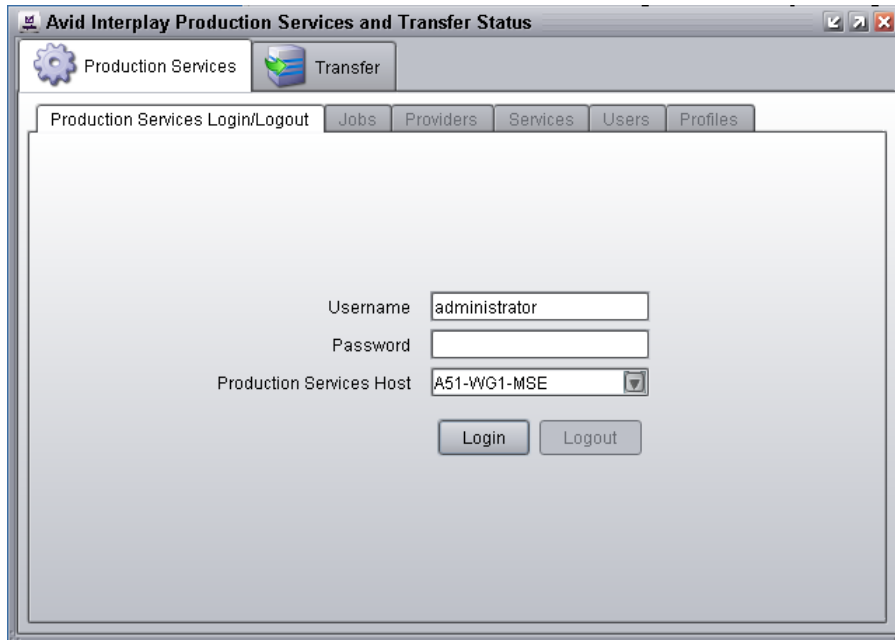 Avid Interplay Production Services and Transfer Status
Production Services Transfer
Production Services Login/Logout Jobs Providers Services Users Profiles
Username administrator
Password
Production Services Host A51-WG1-MSE
Login Logout